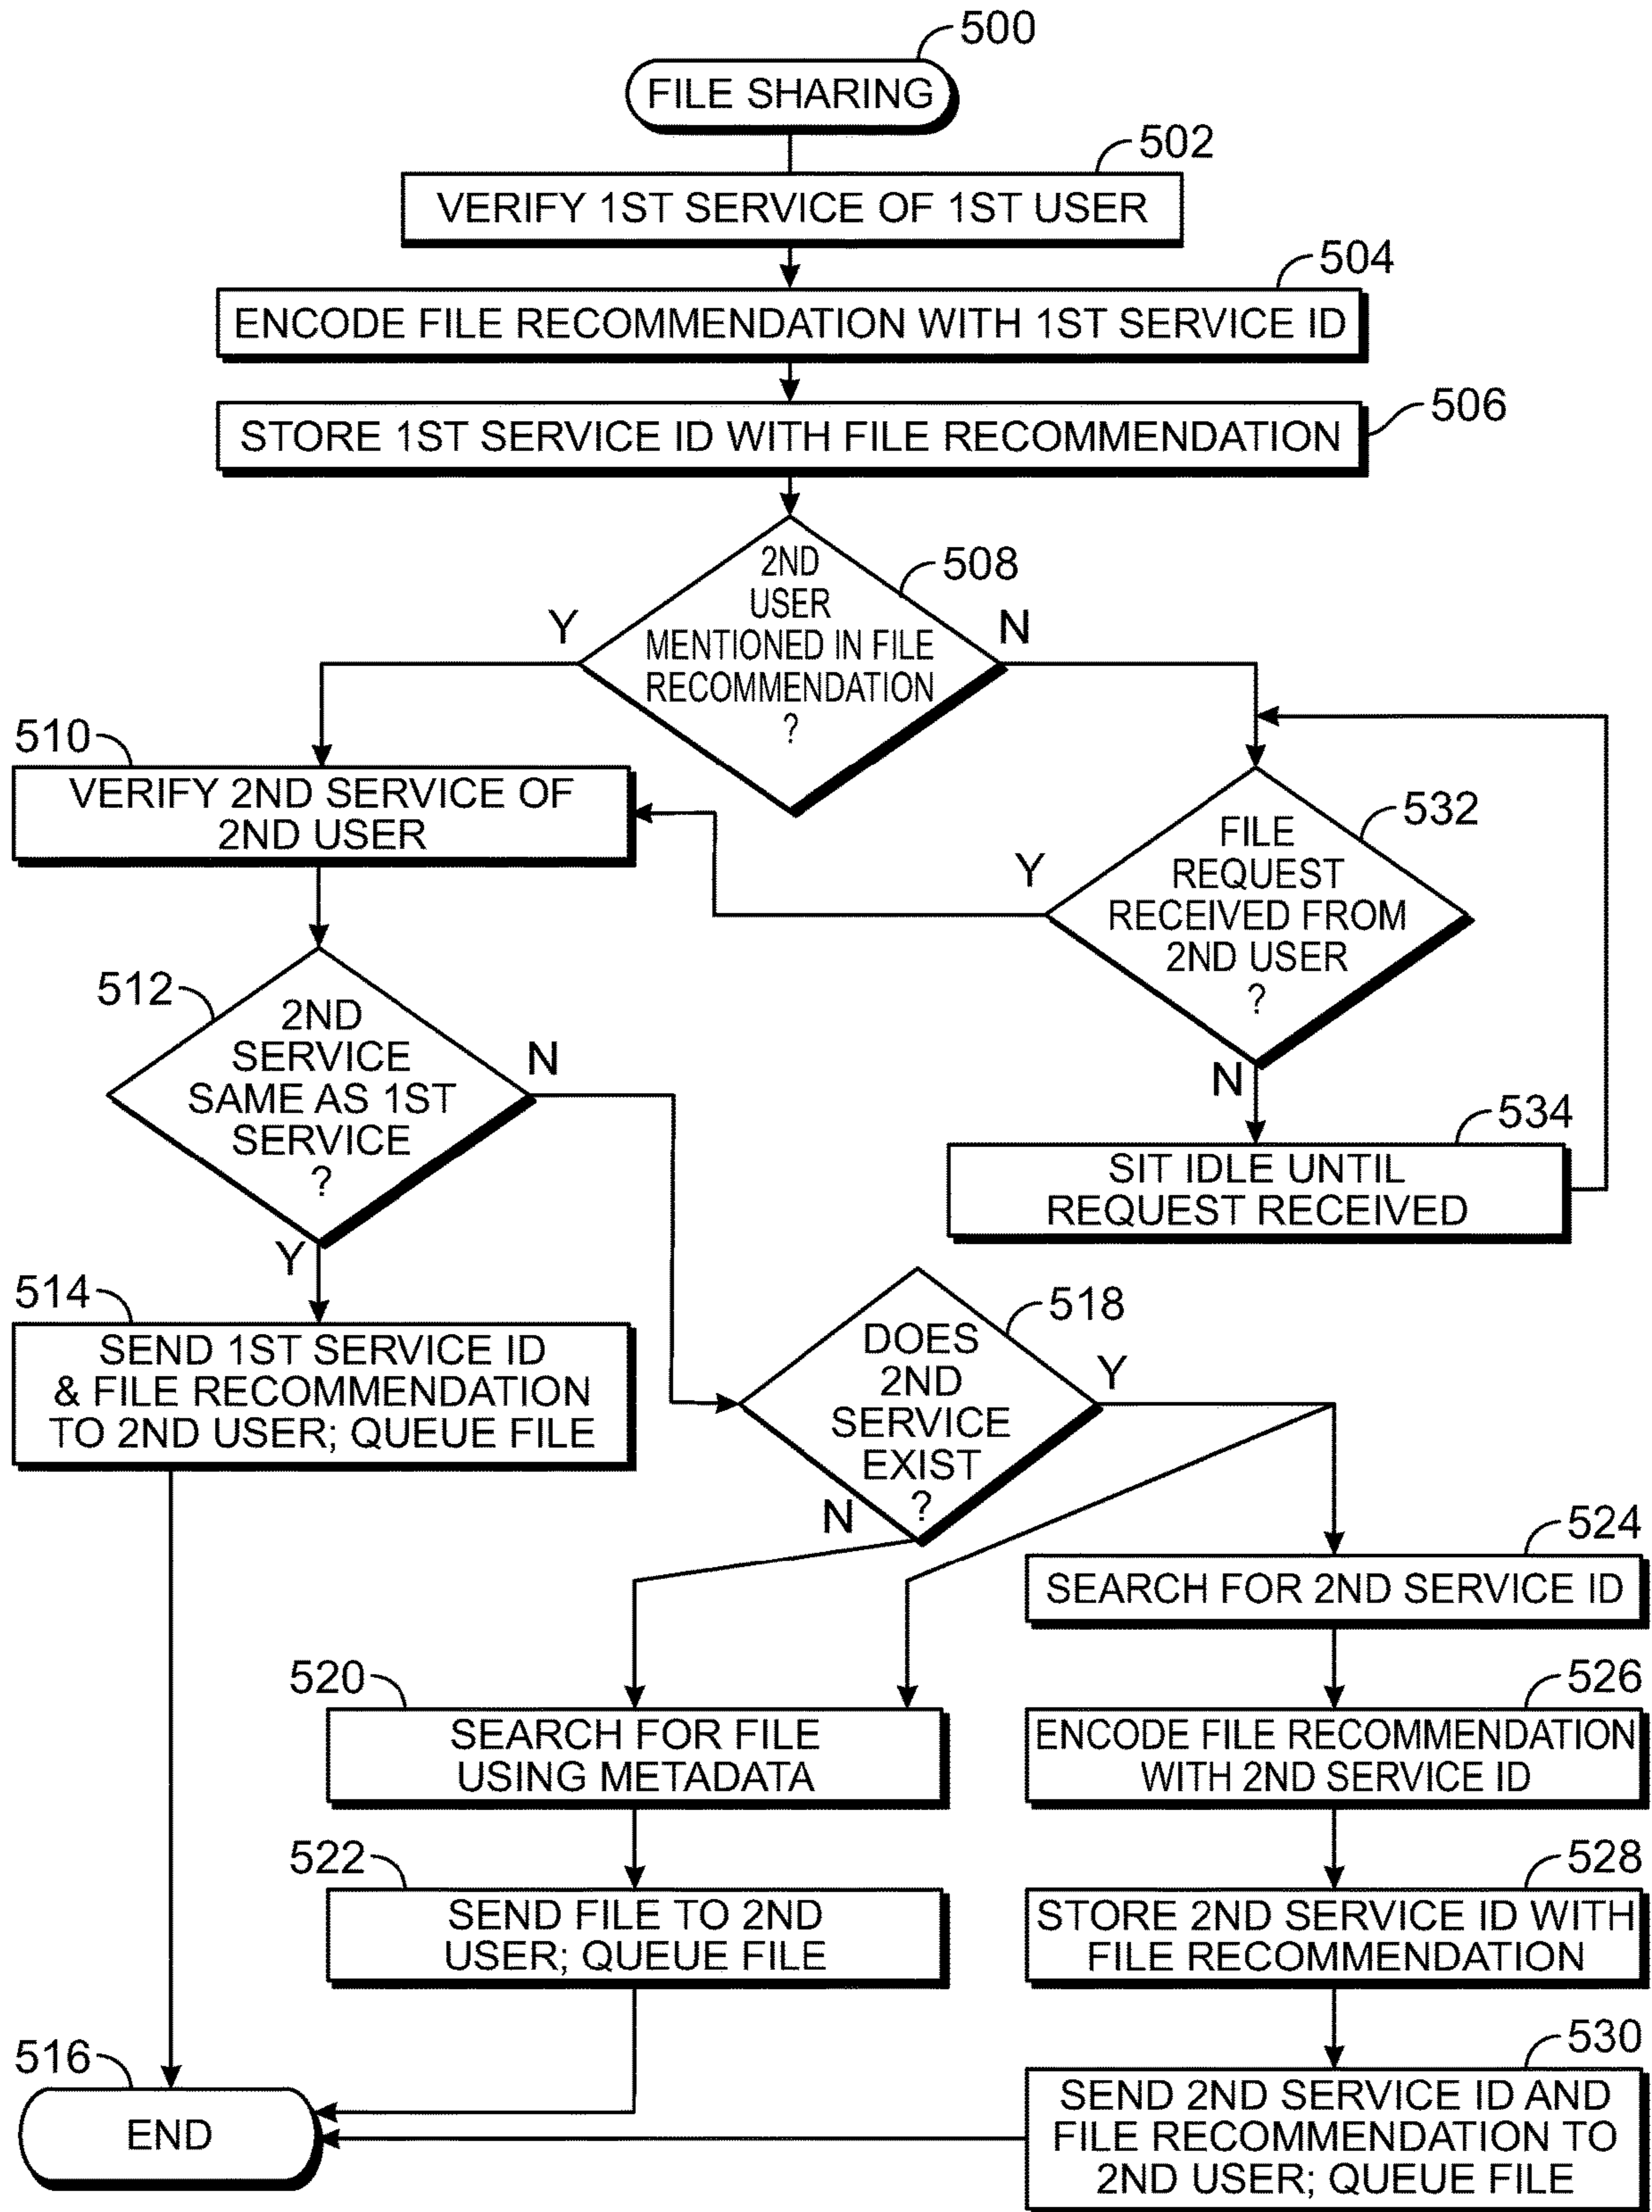 500
FILE SHARING
502
VERIFY 1ST SERVICE OF 1ST USER
504
ENCODE FILE RECOMMENDATION WITH 1ST SERVICE ID
506
STORE 1ST SERVICE ID WITH FILE RECOMMENDATION
508
2ND
USER
MENTIONED IN FILE
RECOMMENDATION
?
Y
N
510
VERIFY 2ND SERVICE OF
2ND USER
532
FILE
REQUEST
RECEIVED FROM
2ND USER
?
Y
N
512
2ND
SERVICE
SAME AS 1ST
SERVICE
?
N
Y
534
SIT IDLE UNTIL
REQUEST RECEIVED
514
SEND 1ST SERVICE ID
& FILE RECOMMENDATION
TO 2ND USER; QUEUE FILE
518
DOES
2ND
SERVICE
EXIST
?
Y
N
524
SEARCH FOR 2ND SERVICE ID
520
SEARCH FOR FILE
USING METADATA
526
ENCODE FILE RECOMMENDATION
WITH 2ND SERVICE ID
522
SEND FILE TO 2ND
USER; QUEUE FILE
528
STORE 2ND SERVICE ID WITH
FILE RECOMMENDATION
516
END
530
SEND 2ND SERVICE ID AND
FILE RECOMMENDATION TO
2ND USER; QUEUE FILE